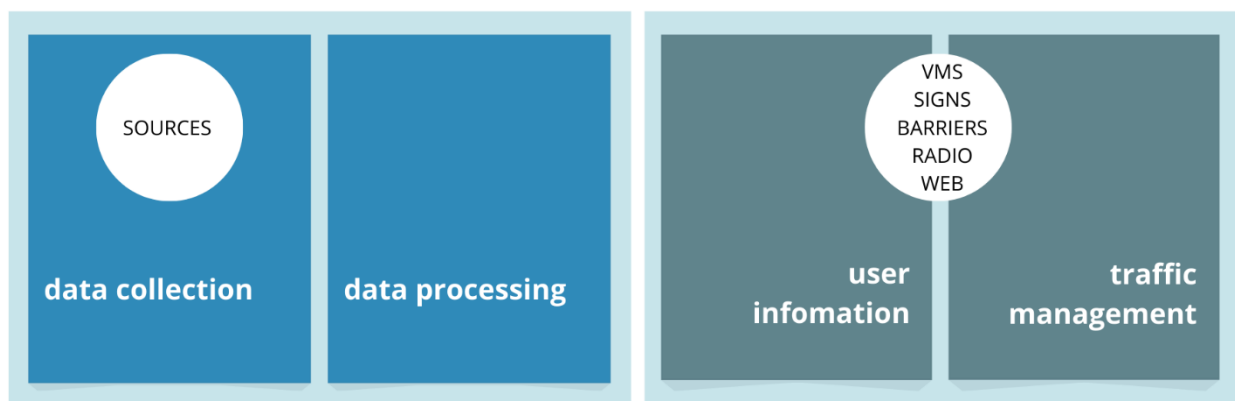 SOURCES
data collection
data processing
VMS
SIGNS
BARRIERS
RADIO
WEB
user
infomation
traffic
management